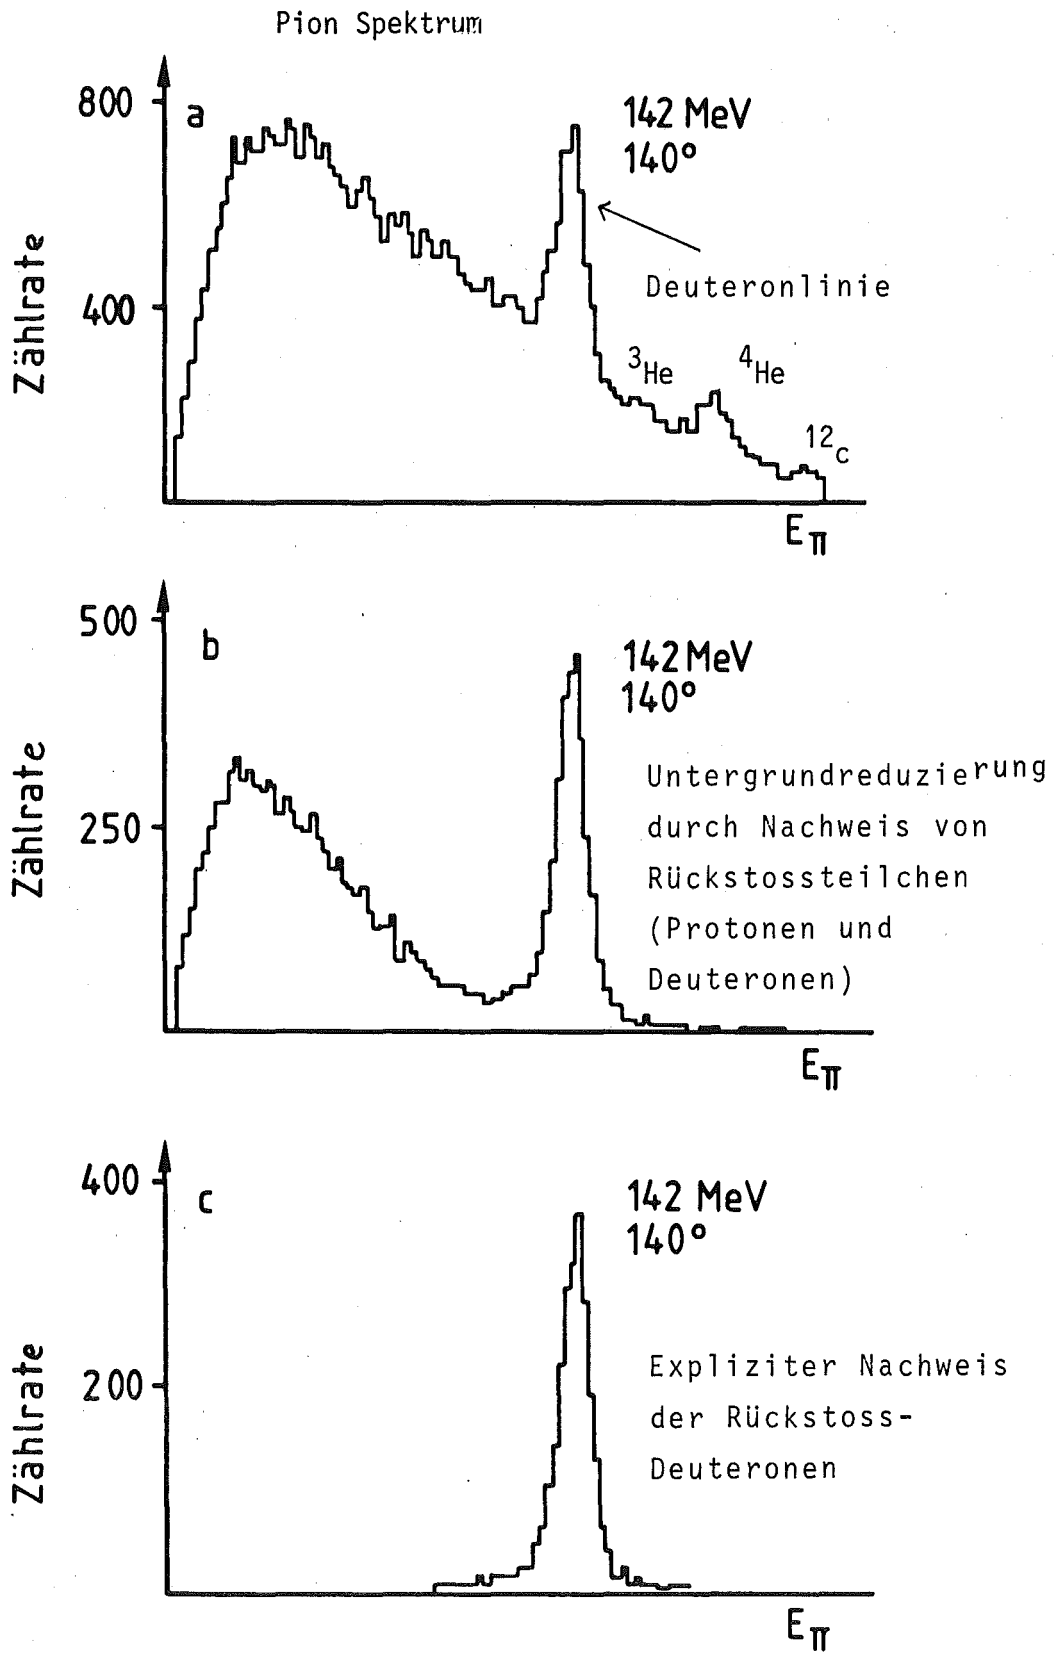 Pion Spektrum
800
a
142 MeV
140°
Zählrate
Deuteronlinie
400
³He
⁴He
¹²c
Eπ
500
b
142 MeV
140°
Zählrate
Untergrundreduzierung
250
durch Nachweis von
Rückstossteilchen
(Protonen und
Deuteronen)
Eπ
400
c
142 MeV
140°
Zählrate
200
Expliziter Nachweis
der Rückstoss-
Deuteronen
Eπ